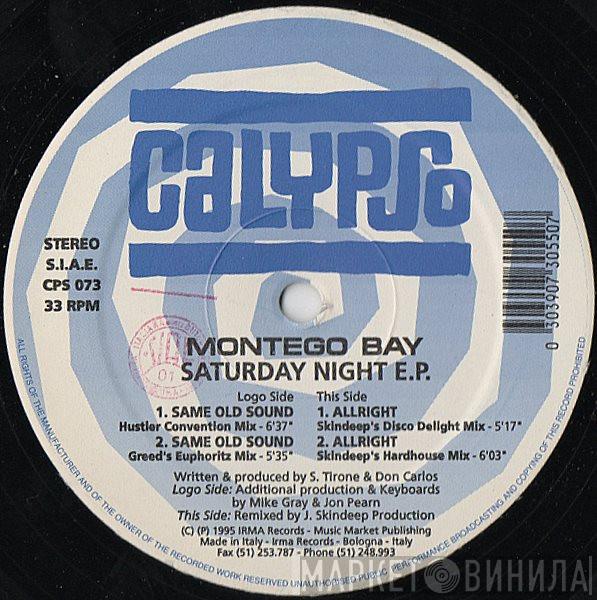 CALYPSO
STEREO
S.I.A.E.
CPS 073
33 RPM
0 303907 305507
MONTEGO BAY
SATURDAY NIGHT E.P.
Logo Side
1. SAME OLD SOUND
Hustler Convention Mix - 6'37"
2. SAME OLD SOUND
Greed's Euphoritz Mix - 5'35"
This Side
1. ALLRIGHT
Skindeep's Disco Delight Mix - 5'17"
2. ALLRIGHT
Skindeep's Hardhouse Mix - 6'03"
Written & produced by S. Tirone & Don Carlos
Logo Side: Additional production & Keyboards
by Mike Gray & Jon Pearn
This Side: Remixed by J. Skindeep Production
(C) (P) 1995 IRMA Records - Music Market Publishing
Made in Italy - Irma Records - Bologna - Italy
Fax (51) 253.787 - Phone (51) 248.993
ALL RIGHTS OF THE MANUFACTURER AND OF THE OWNER OF THE RECORDED WORK RESERVED UNAUTHORISED PUBLIC PERFORMANCE BROADCASTING AND COPYING OF THIS RECORD PROHIBITED
МАРКЕТ ВИНИЛА